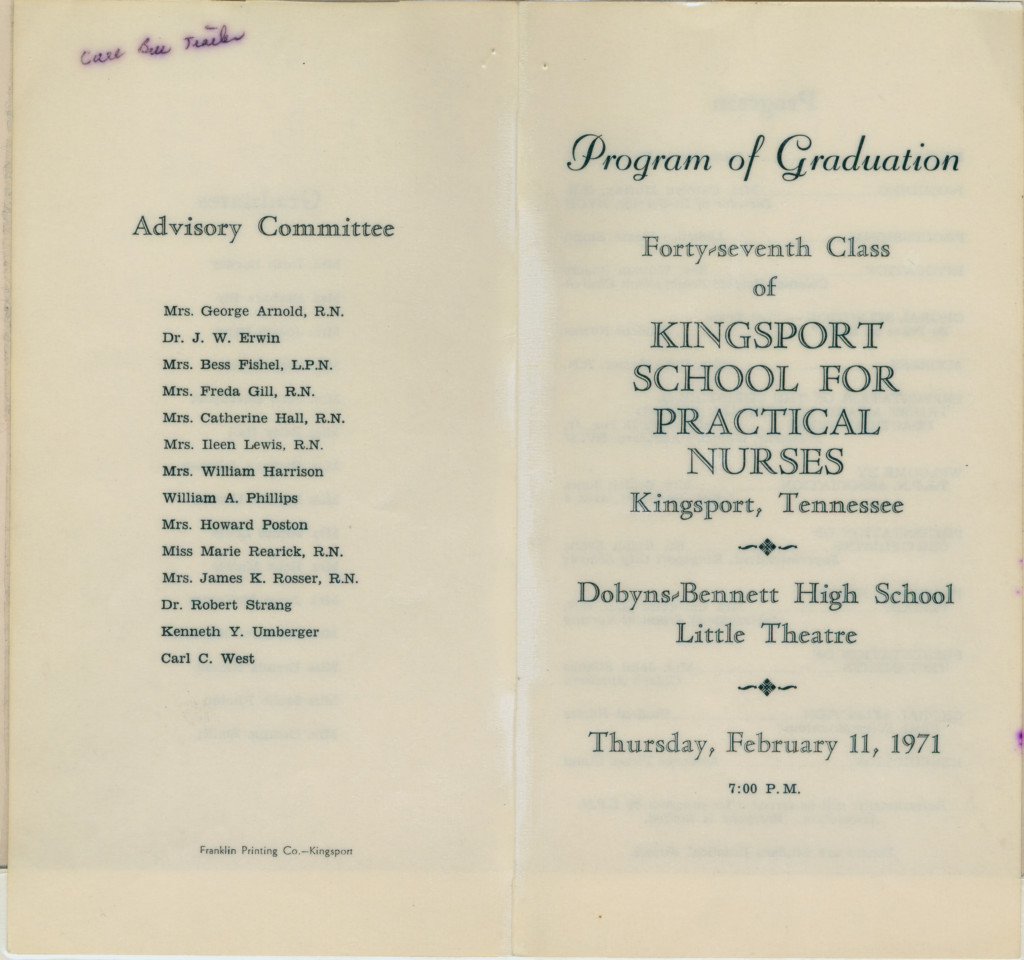 Advisory Committee
Mrs. George Arnold, R.N.
Dr. J. W. Erwin
Mrs. Bess Fishel, L.P.N.
Mrs. Freda Gill, R.N.
Mrs. Catherine Hall, R.N.
Mrs. Ileen Lewis, R.N.
Mrs. William Harrison
William A. Phillips
Mrs. Howard Poston
Miss Marie Rearick, R.N.
Mrs. James K. Rosser, R.N.
Dr. Robert Strang
Kenneth Y. Umberger
Carl C. West
Franklin Printing Co.—Kingsport
Program of Graduation
Forty-seventh Class
of
KINGSPORT
SCHOOL FOR
PRACTICAL
NURSES
Kingsport, Tennessee
Dobyns-Bennett High School
Little Theatre
Thursday, February 11, 1971
7:00 P.M.